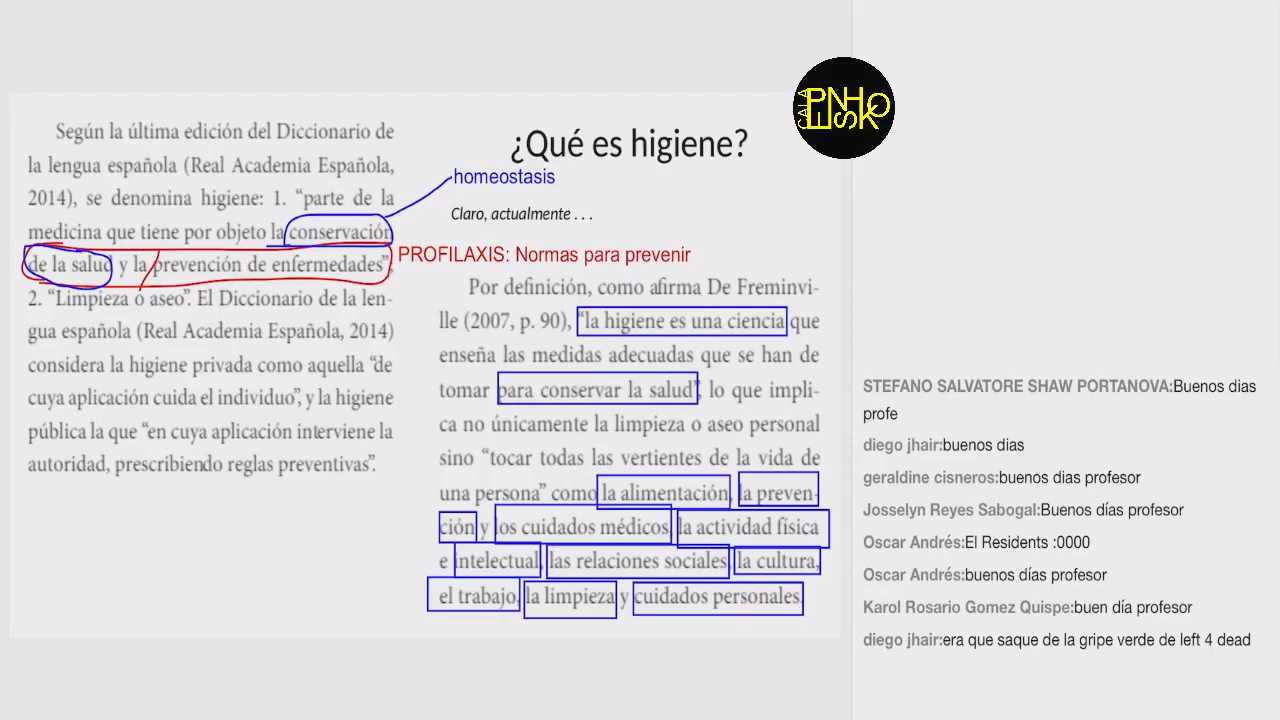 Según la última edición del Diccionario de
la lengua española (Real Academia Española,
2014), se denomina higiene: 1. “parte de la
medicina que tiene por objeto la conservación
de la salud y la prevención de enfermedades”,
2. “Limpieza o aseo”. El Diccionario de la len-
gua española (Real Academia Española, 2014)
considera la higiene privada como aquella “de
cuya aplicación cuida el individuo”, y la higiene
pública la que “en cuya aplicación interviene la
autoridad, prescribiendo reglas preventivas”.
¿Qué es higiene?
homeostasis
Claro, actualmente . . .
PROFILAXIS: Normas para prevenir
Por definición, como afirma De Freminvi-
lle (2007, p. 90), “la higiene es una ciencia que
enseña las medidas adecuadas que se han de
tomar para conservar la salud”, lo que impli-
ca no únicamente la limpieza o aseo personal
sino “tocar todas las vertientes de la vida de
una persona” como la alimentación, la preven-
ción y los cuidados médicos, la actividad física
e intelectual, las relaciones sociales, la cultura,
el trabajo, la limpieza y cuidados personales.
CALA
PNHO
ESK
STEFANO SALVATORE SHAW PORTANOVA:Buenos dias
profe
diego jhair:buenos dias
geraldine cisneros:buenos dias profesor
Josselyn Reyes Sabogal:Buenos días profesor
Oscar Andrés:El Residents :0000
Oscar Andrés:buenos días profesor
Karol Rosario Gomez Quispe:buen día profesor
diego jhair:era que saque de la gripe verde de left 4 dead